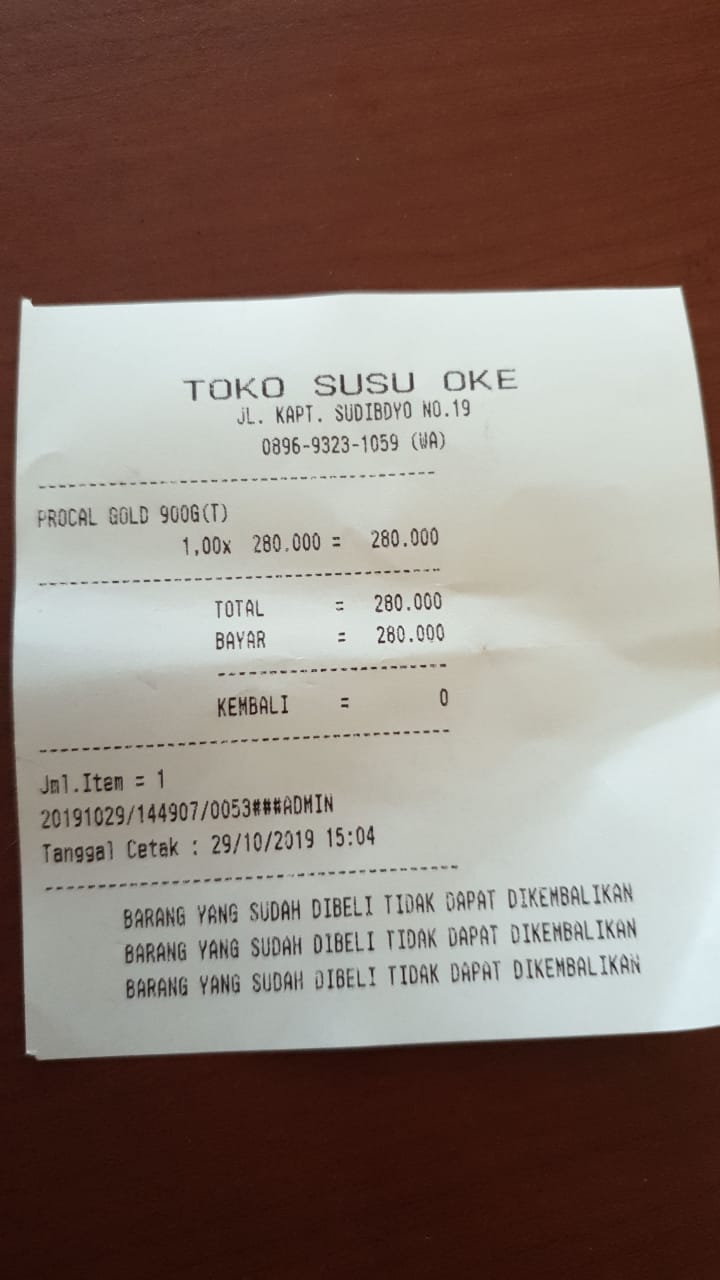 TOKO SUSU OKE
JL. KAPT. SUDIBDYO NO.19
0896-9323-1059 (WA)
PROCAL GOLD 900G(T)
1,00x 280.000 = 280.000
TOTAL = 280.000
BAYAR = 280.000
KEMBALI = 0
Jml.Item = 1
20191029/144907/0053###ADMIN
Tanggal Cetak : 29/10/2019 15:04
BARANG YANG SUDAH DIBELI TIDAK DAPAT DIKEMBALIKAN
BARANG YANG SUDAH DIBELI TIDAK DAPAT DIKEMBALIKAN
BARANG YANG SUDAH DIBELI TIDAK DAPAT DIKEMBALIKAN